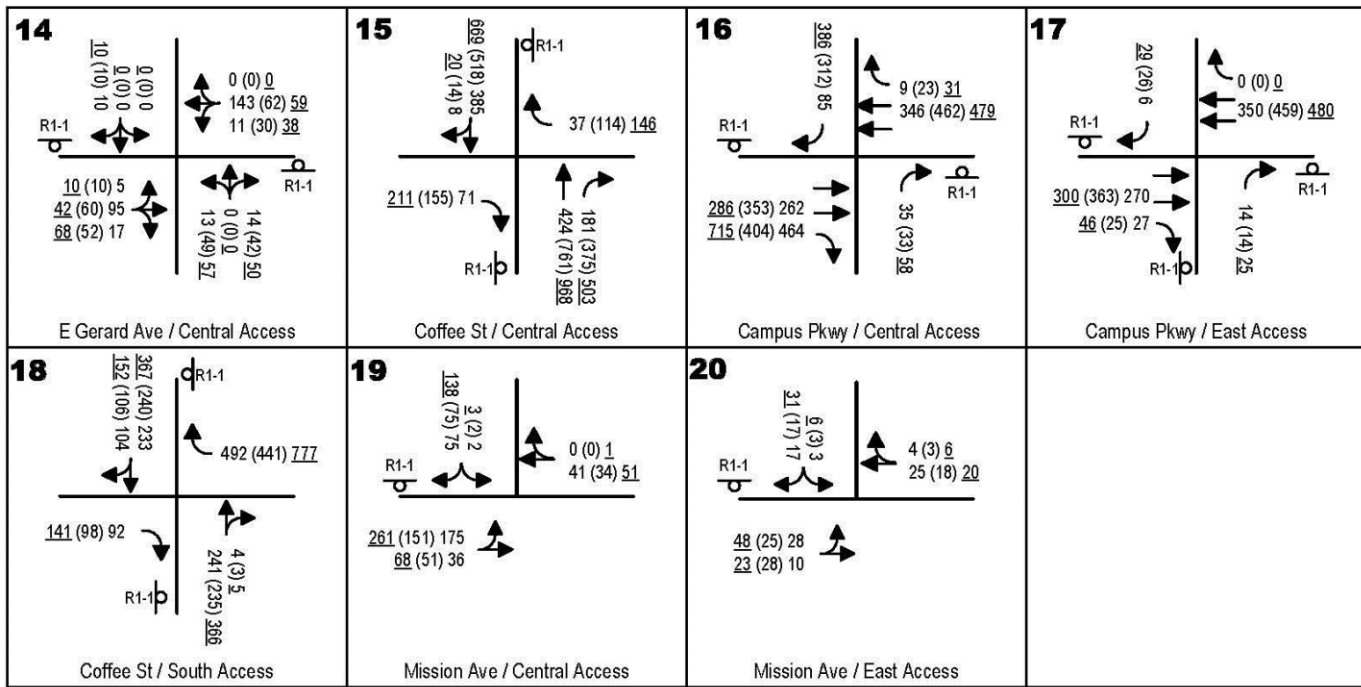 14
10 (10) 10
0 (0) 0
0 (0) 0
0 (0) 0
143 (62) 59
11 (30) 38
R1-1
R1-1
10 (10) 5
42 (60) 95
68 (52) 17
13 (49) 57
0 (0) 0
14 (42) 50
E Gerard Ave / Central Access
15
20 (14) 8
669 (518) 385
R1-1
37 (114) 146
211 (155) 71
R1-1
424 (761) 968
181 (375) 503
Coffee St / Central Access
16
386 (312) 85
9 (23) 31
346 (462) 479
R1-1
R1-1
286 (353) 262
715 (404) 464
35 (33) 58
Campus Pkwy / Central Access
17
29 (26) 6
0 (0) 0
350 (459) 480
R1-1
R1-1
300 (363) 270
46 (25) 27
R1-1
14 (14) 25
Campus Pkwy / East Access
18
152 (106) 104
367 (240) 233
R1-1
492 (441) 777
141 (98) 92
R1-1
241 (235) 366
4 (3) 5
Coffee St / South Access
19
138 (75) 75
3 (2) 2
0 (0) 1
41 (34) 51
R1-1
261 (151) 175
68 (51) 36
Mission Ave / Central Access
20
31 (17) 17
6 (3) 3
4 (3) 6
25 (18) 20
R1-1
48 (25) 28
23 (28) 10
Mission Ave / East Access